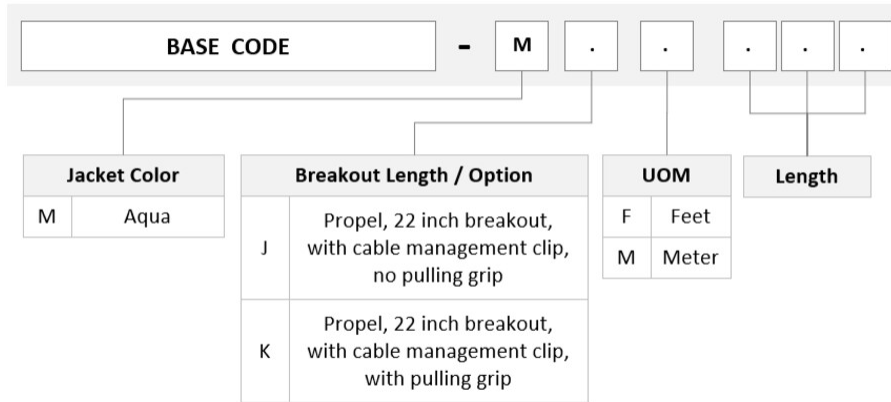 BASE CODE - M . . . . .
Jacket Color
M Aqua
Breakout Length / Option
J Propel, 22 inch breakout,
with cable management clip,
no pulling grip
K Propel, 22 inch breakout,
with cable management clip,
with pulling grip
UOM
F Feet
M Meter
Length